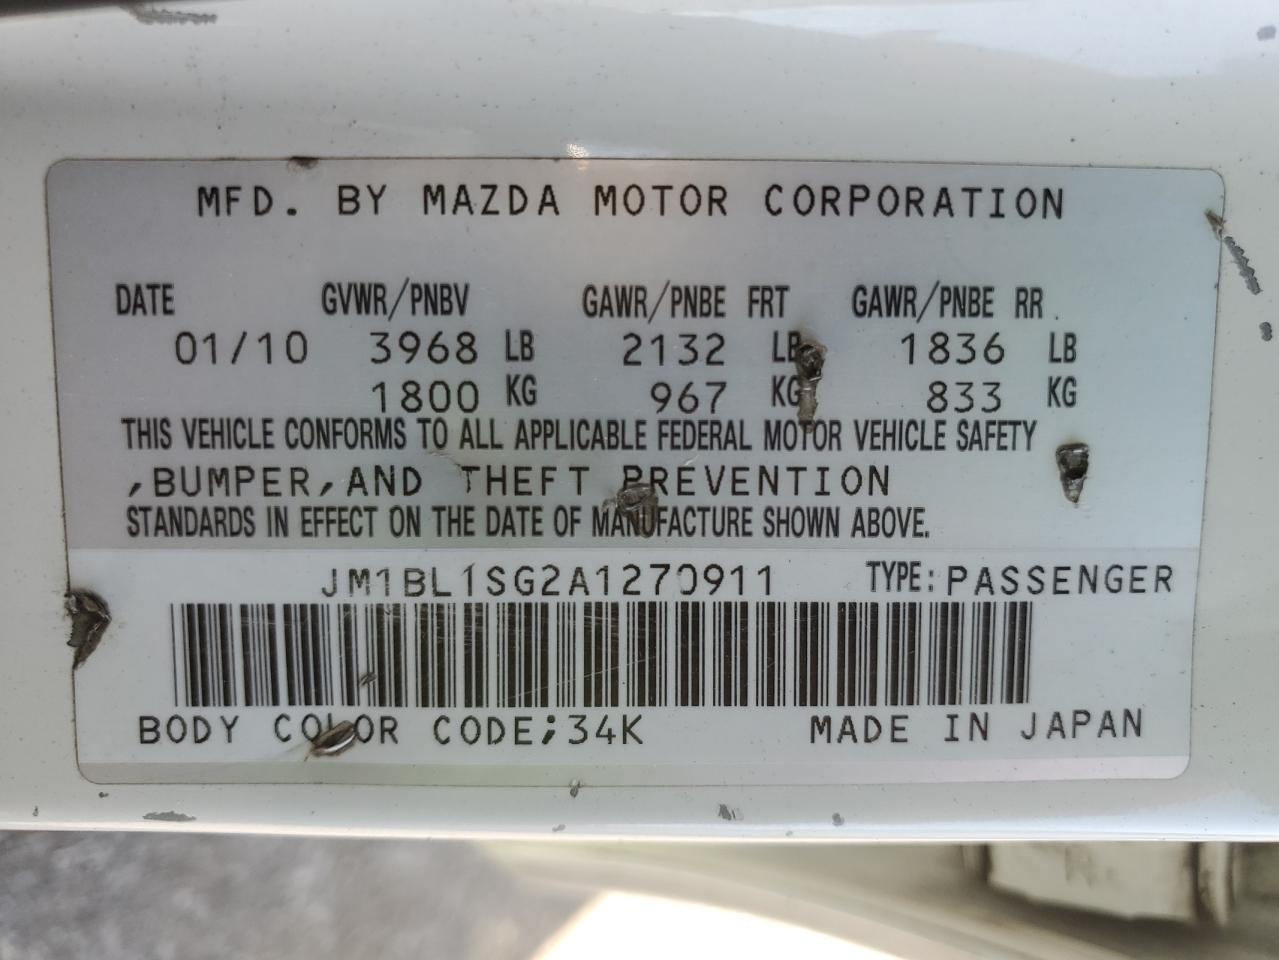 MFD. BY MAZDA MOTOR CORPORATION
DATE GVWR/PNBV GAWR/PNBE FRT GAWR/PNBE RR
01/10 3968 LB 2132 LB 1836 LB
1800 KG 967 KG 833 KG
THIS VEHICLE CONFORMS TO ALL APPLICABLE FEDERAL MOTOR VEHICLE SAFETY
,BUMPER,AND THEFT PREVENTION
STANDARDS IN EFFECT ON THE DATE OF MANUFACTURE SHOWN ABOVE.
JM1BL1SG2A1270911 TYPE: PASSENGER
BODY COLOR CODE;34K MADE IN JAPAN